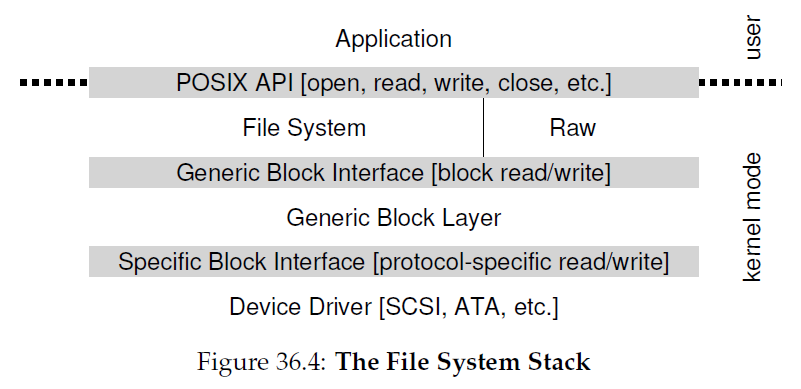 Application
user
POSIX API [open, read, write, close, etc.]
File System
Raw
Generic Block Interface [block read/write]
Generic Block Layer
kernel mode
Specific Block Interface [protocol-specific read/write]
Device Driver [SCSI, ATA, etc.]
Figure 36.4: The File System Stack